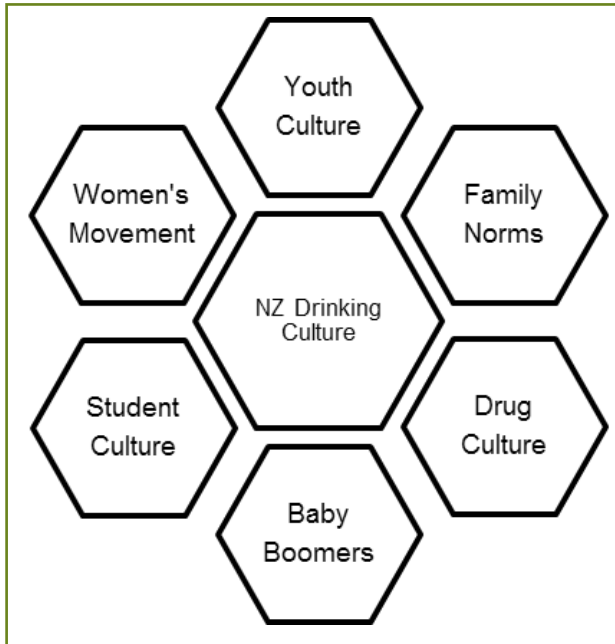 Youth
Culture
Women's
Movement
Family
Norms
NZ Drinking
Culture
Student
Culture
Drug
Culture
Baby
Boomers